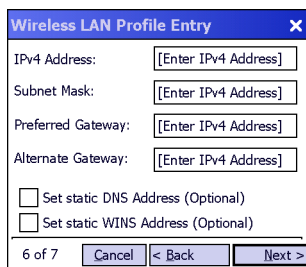 Wireless LAN Profile Entry X
IPv4 Address: [Enter IPv4 Address]
Subnet Mask: [Enter IPv4 Address]
Preferred Gateway: [Enter IPv4 Address]
Alternate Gateway: [Enter IPv4 Address]
Set static DNS Address (Optional)
Set static WINS Address (Optional)
6 of 7 Cancel < Back Next >